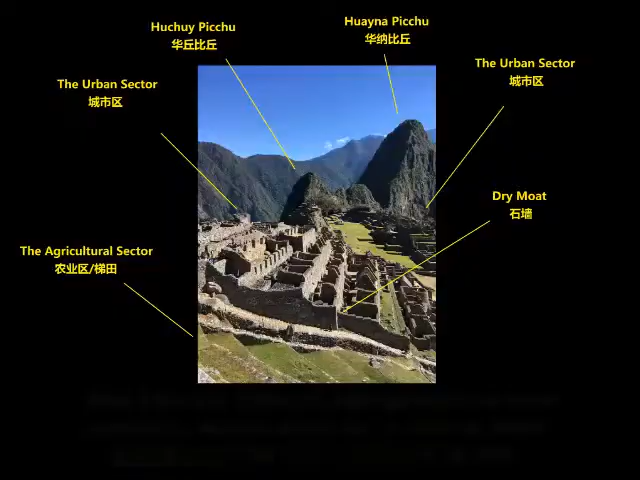 Huayna Picchu
华纳比丘
Huchuy Picchu
华丘比丘
The Urban Sector
城市区
The Urban Sector
城市区
Dry Moat
石墙
The Agricultural Sector
农业区/梯田